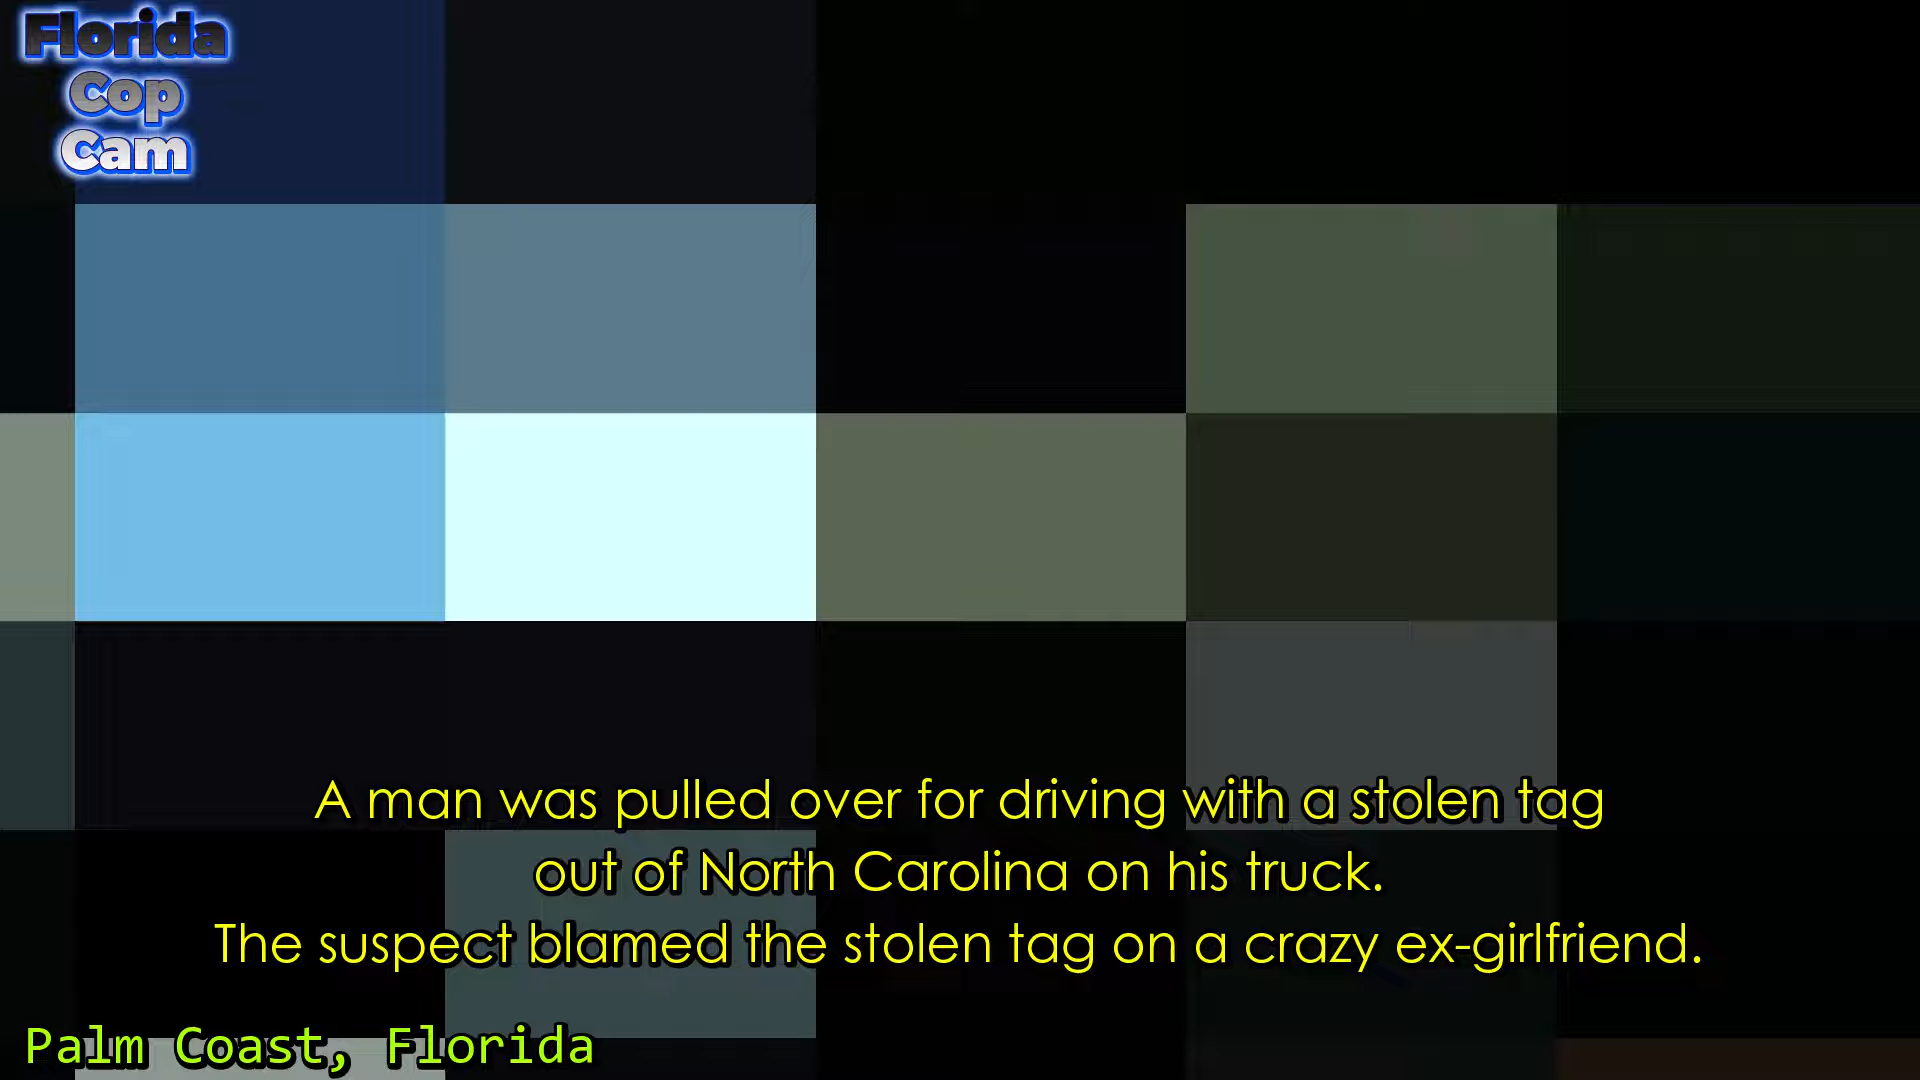 Florida
Cop
Cam
A man was pulled over for driving with a stolen tag
out of North Carolina on his truck.
The suspect blamed the stolen tag on a crazy ex-girlfriend.
Palm Coast, Florida